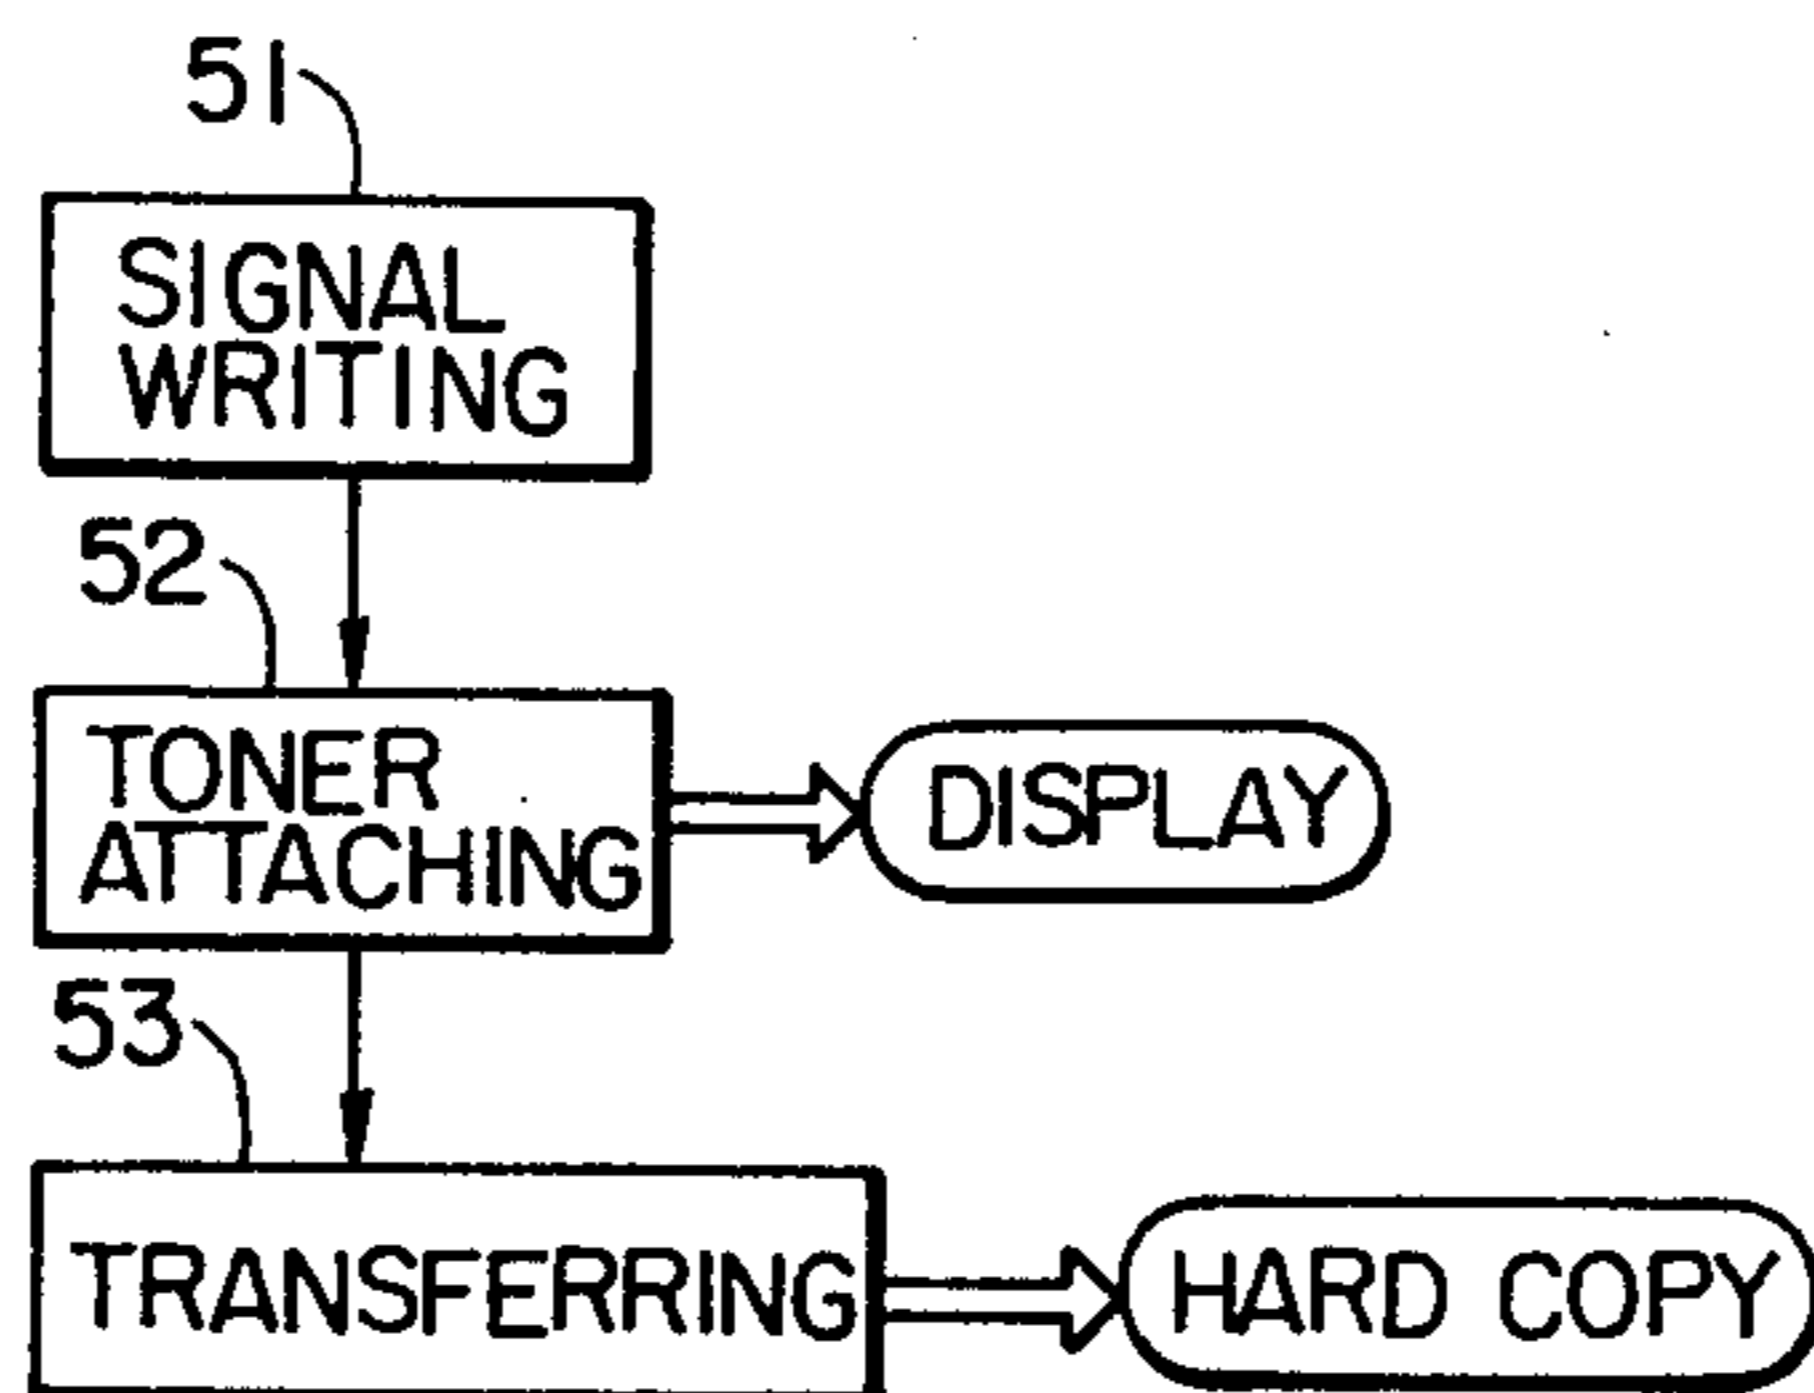 51
SIGNAL
WRITING
52
TONER
ATTACHING
DISPLAY
53
TRANSFERRING
HARD COPY